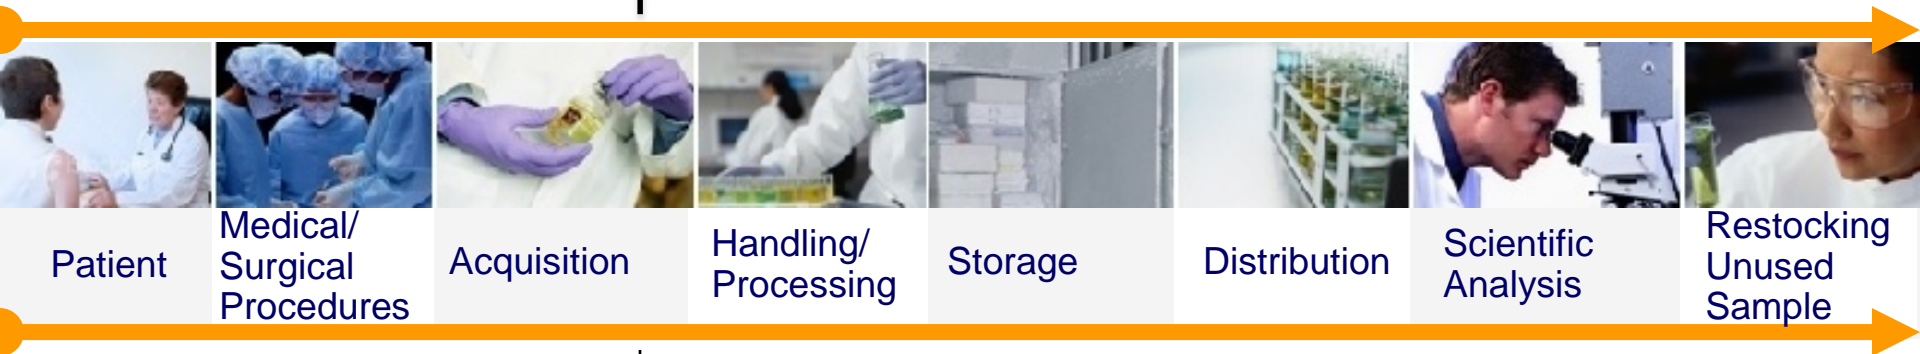 Patient
Medical/
Surgical
Procedures
Acquisition
Handling/
Processing
Storage
Distribution
Scientific
Analysis
Restocking
Unused
Sample